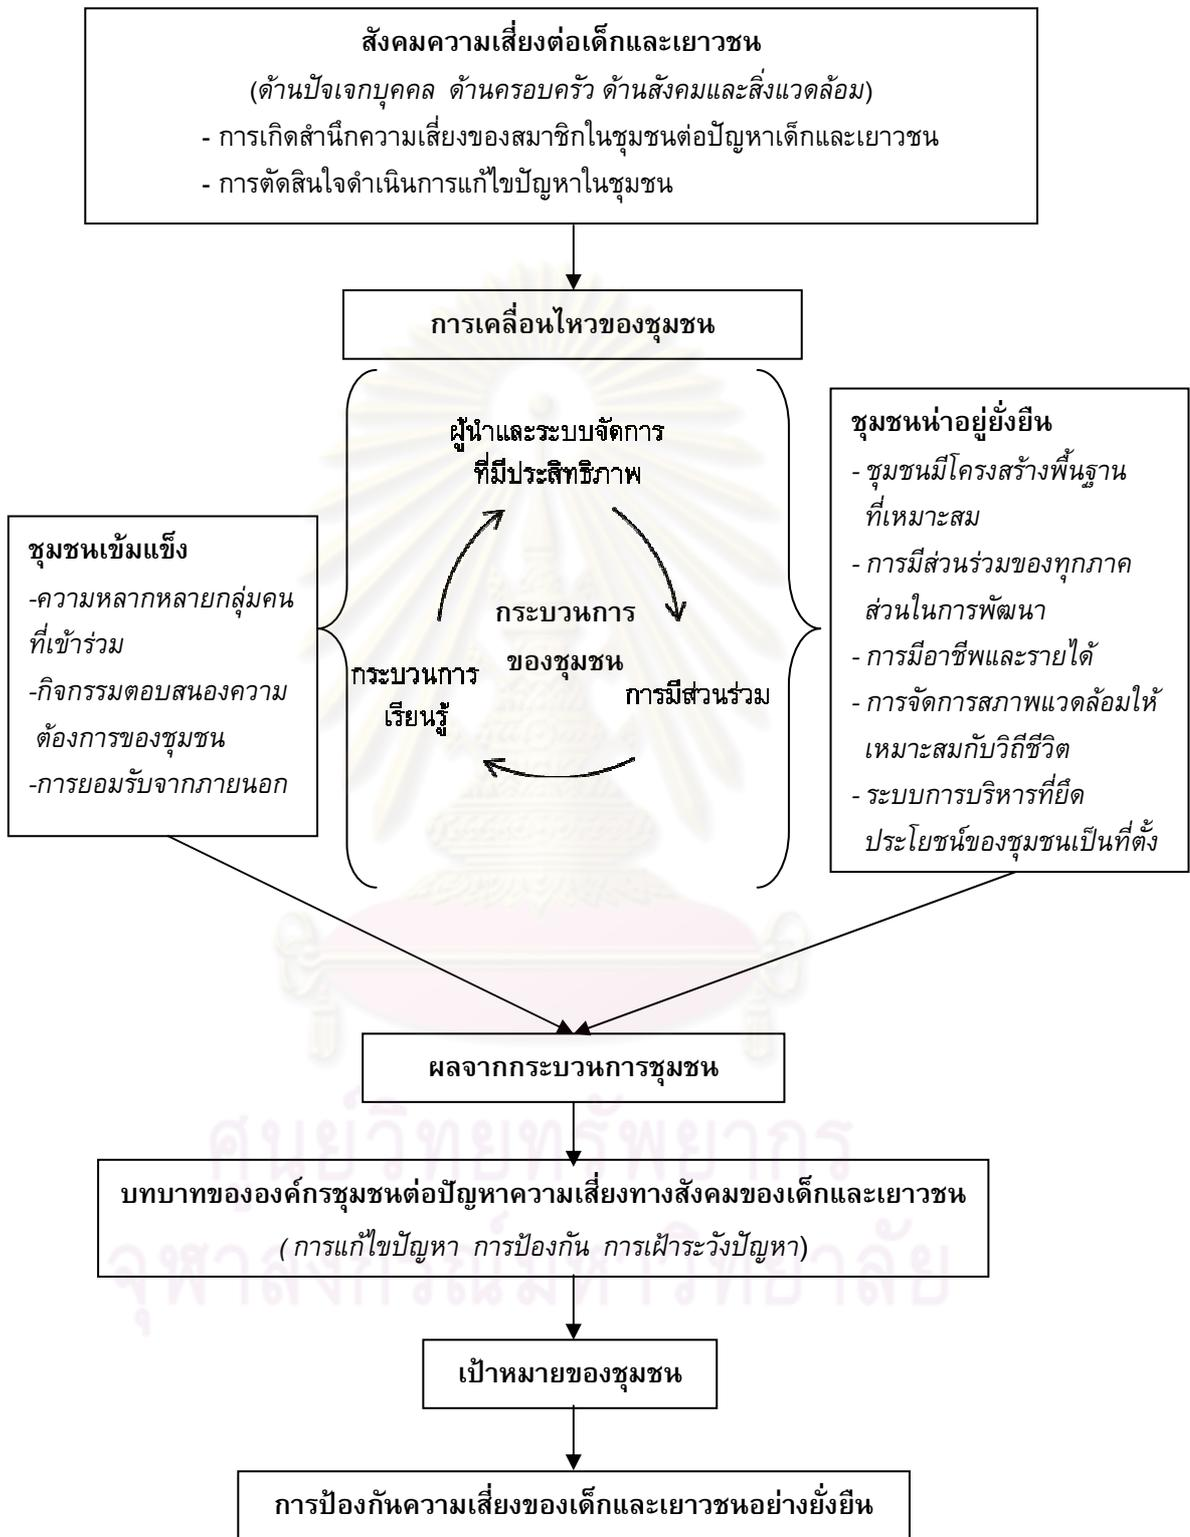 สังคมความเสี่ยงต่อเด็กและเยาวชน
(ด้านปัจเจกบุคคล ด้านครอบครัว ด้านสังคมและสิ่งแวดล้อม)
- การเกิดสำนึกความเสี่ยงของสมาชิกในชุมชนต่อปัญหาเด็กและเยาวชน
- การตัดสินใจดำเนินการแก้ไขปัญหาในชุมชน
การเคลื่อนไหวของชุมชน
ผู้นำและระบบจัดการ
ที่มีประสิทธิภาพ
กระบวนการ
ของชุมชน
กระบวนการ
เรียนรู้
การมีส่วนร่วม
ชุมชนเข้มแข็ง
-ความหลากหลายกลุ่มคน
ที่เข้าร่วม
-กิจกรรมตอบสนองความ
ต้องการของชุมชน
-การยอมรับจากภายนอก
ชุมชนน่าอยู่ยั่งยืน
- ชุมชนมีโครงสร้างพื้นฐาน
ที่เหมาะสม
- การมีส่วนร่วมของทุกภาค
ส่วนในการพัฒนา
- การมีอาชีพและรายได้
- การจัดการสภาพแวดล้อมให้
เหมาะสมกับวิถีชีวิต
- ระบบการบริหารที่ยึด
ประโยชน์ของชุมชนเป็นที่ตั้ง
ผลจากกระบวนการชุมชน
ศูนย์วิทยทรัพยากร
บทบาทขององค์กรชุมชนต่อปัญหาความเสี่ยงทางสังคมของเด็กและเยาวชน
(การแก้ไขปัญหา การป้องกัน การเฝ้าระวังปัญหา)
จุฬาลงกรณ์มหาวิทยาลัย
เป้าหมายของชุมชน
การป้องกันความเสี่ยงของเด็กและเยาวชนอย่างยั่งยืน